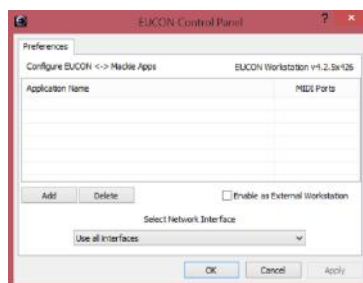 EUCON Control Panel
Preferences
Configure EUCON <-> Mackie Apps EUCON Workstation v4.2.5x426
Application Name MIDI Ports
Add Delete Enable as External Workstation
Select Network Interface
Use all interfaces
OK Cancel Apply